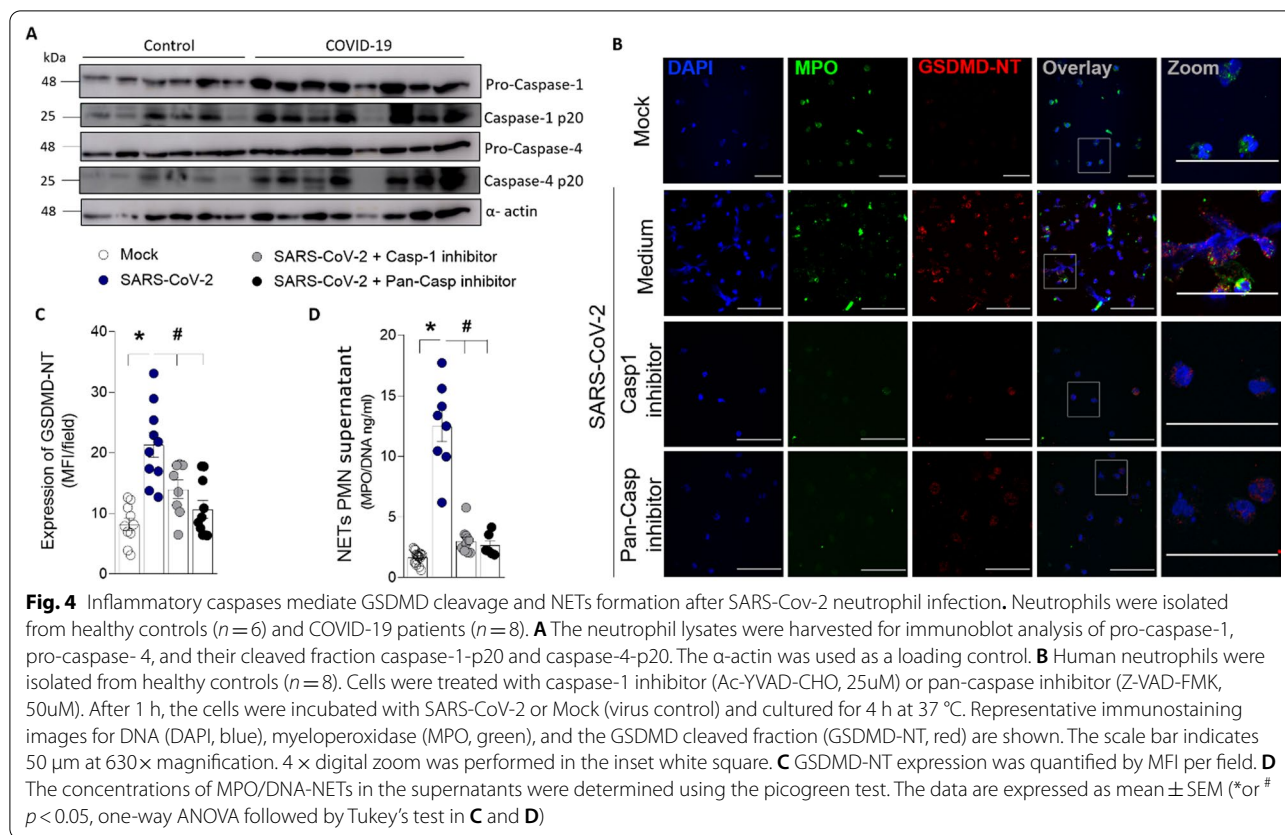 A
Control
COVID-19
kDa
48
Pro-Caspase-1
25
Caspase-1 p20
48
Pro-Caspase-4
25
Caspase-4 p20
48
α- actin
Mock
SARS-CoV-2
SARS-CoV-2 + Casp-1 inhibitor
SARS-CoV-2 + Pan-Casp inhibitor
C
Expression of GSDMD-NT
(MFI/field)
40
30
20
10
0
*
#
D
NETs PMN supernatant
(MPO/DNA ng/ml)
20
15
10
5
0
*
#
B
DAPI
MPO
GSDMD-NT
Overlay
Zoom
Mock
SARS-CoV-2
Medium
Casp1
inhibitor
Pan-Casp
inhibitor
Fig. 4 Inflammatory caspases mediate GSDMD cleavage and NETs formation after SARS-Cov-2 neutrophil infection. Neutrophils were isolated
from healthy controls (n = 6) and COVID-19 patients (n = 8). A The neutrophil lysates were harvested for immunoblot analysis of pro-caspase-1,
pro-caspase- 4, and their cleaved fraction caspase-1-p20 and caspase-4-p20. The α-actin was used as a loading control. B Human neutrophils were
isolated from healthy controls (n = 8). Cells were treated with caspase-1 inhibitor (Ac-YVAD-CHO, 25uM) or pan-caspase inhibitor (Z-VAD-FMK,
50uM). After 1 h, the cells were incubated with SARS-CoV-2 or Mock (virus control) and cultured for 4 h at 37 °C. Representative immunostaining
images for DNA (DAPI, blue), myeloperoxidase (MPO, green), and the GSDMD cleaved fraction (GSDMD-NT, red) are shown. The scale bar indicates
50 μm at 630× magnification. 4 × digital zoom was performed in the inset white square. C GSDMD-NT expression was quantified by MFI per field. D
The concentrations of MPO/DNA-NETs in the supernatants were determined using the picogreen test. The data are expressed as mean ± SEM (*or #
p < 0.05, one-way ANOVA followed by Tukey's test in C and D)